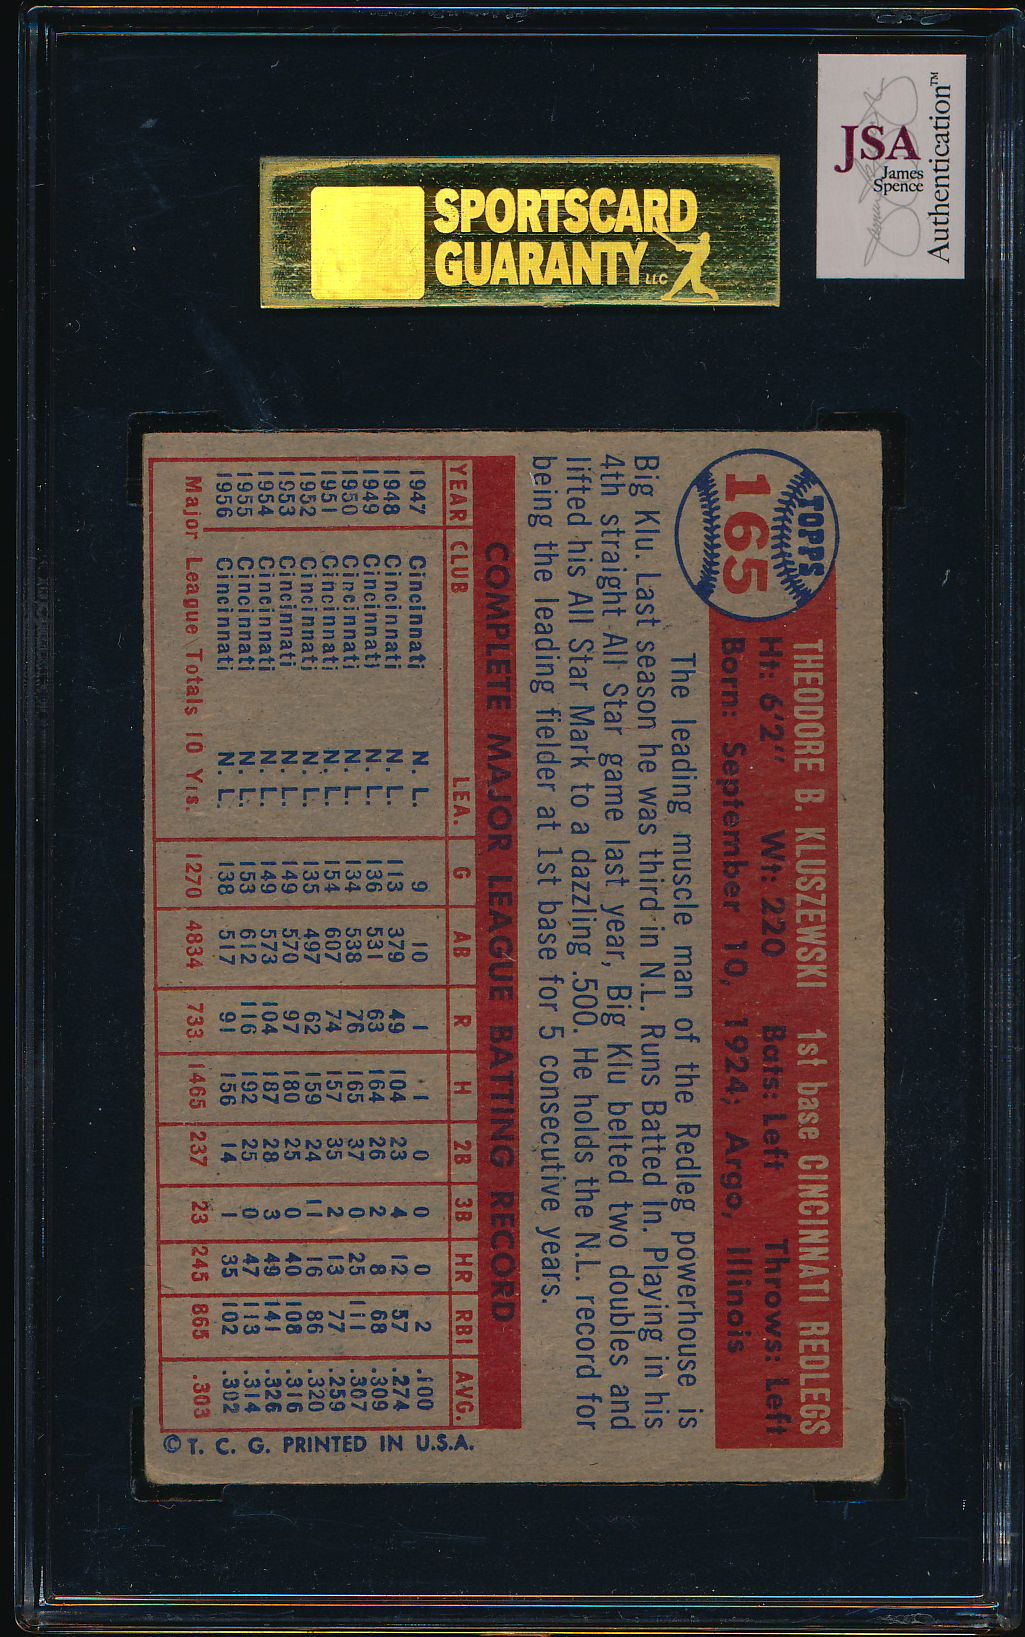 JSA
James
Spence
Authentication™
SPORTSCARD
GUARANTY LLC
TOPPS
165
THEODORE B. KLUSZEWSKI 1st base CINCINNATI REDLEGS
Ht: 6'2" Wt: 220 Bats: Left Throws: Left
Born: September 10, 1924; Argo, Illinois
The leading muscle man of the Redleg powerhouse is
Big Klu. Last season he was third in N.L. Runs Batted In. Playing in his
4th straight All Star game last year, Big Klu belted two doubles and
lifted his All Star Mark to a dazzling .500. He holds the N.L. record for
being the leading fielder at 1st base for 5 consecutive years.
COMPLETE MAJOR LEAGUE BATTING RECORD
YEAR CLUB LEA. G AB R H 2B 3B HR RBI AVG.
1947 Cincinnati N. L. 9 10 1 1 0 0 0 2 .100
1948 Cincinnati N. L. 113 379 49 104 23 4 12 57 .274
1949 Cincinnati N. L. 136 531 63 164 26 2 8 68 .309
1950 Cincinnati N. L. 134 538 76 165 37 0 25 111 .307
1951 Cincinnati N. L. 154 607 74 157 35 2 13 77 .259
1952 Cincinnati N. L. 135 497 62 159 24 11 16 86 .320
1953 Cincinnati N. L. 149 570 97 180 25 0 40 108 .316
1954 Cincinnati N. L. 149 573 104 187 28 3 49 141 .326
1955 Cincinnati N. L. 153 612 116 192 25 0 47 113 .314
1956 Cincinnati N. L. 138 517 91 156 14 1 35 102 .302
Major League Totals 10 Yrs. 1270 4834 733 1465 237 23 245 865 .303
© T. C. G. PRINTED IN U.S.A.